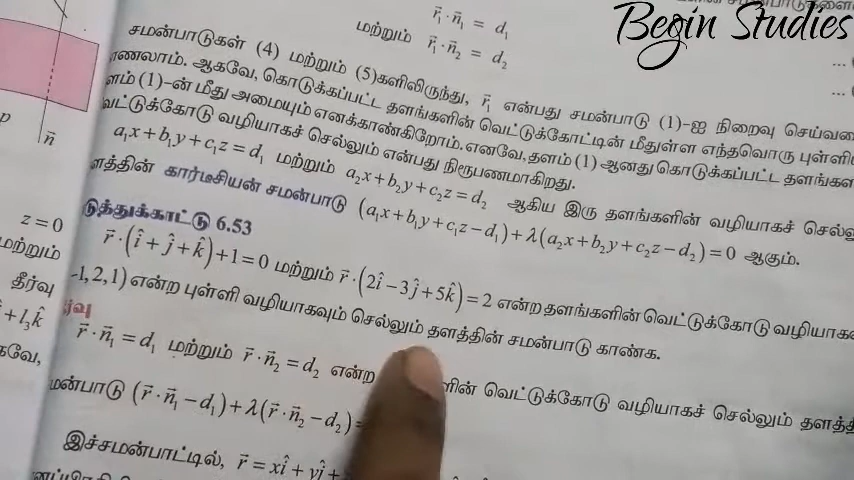 Begin Studies
r⃗₁ · n⃗₁ = d₁
மற்றும் r⃗₁ · n⃗₂ = d₂
சமன்பாடுகள் (4) மற்றும் (5)களிலிருந்து, r⃗₁ என்பது சமன்பாடு (1)-ஐ நிறைவு
ணலாம். ஆகவே, கொடுக்கப்பட்ட தளங்களின் வெட்டுக்கோட்டின் மீதுள்ள எந்தவொரு
(1)-ன் மீது அமையும் எனக்காண்கிறோம். எனவே, தளம் (1) ஆனது கொடுக்கப்பட்ட
வழியாகச் செல்லும் என்பது நிரூபணமாகிறது.
a₁x + b₁y + c₁z = d₁ மற்றும் a₂x + b₂y + c₂z = d₂ ஆகிய இரு தளங்களின் வழியாகச்
ளத்தின் கார்டீசியன் சமன்பாடு (a₁x + b₁y + c₁z − d₁) + λ(a₂x + b₂y + c₂z − d₂) = 0 ஆகும்.
டுத்துக்காட்டு 6.53
r⃗ · (î + ĵ + k̂) + 1 = 0 மற்றும் r⃗ · (2î − 3ĵ + 5k̂) = 2 என்ற தளங்களின் வெட்டுக்கோடு
-1, 2, 1) என்ற புள்ளி வழியாகவும் செல்லும் தளத்தின் சமன்பாடு காண்க.
ர்வு
r⃗ · n⃗₁ = d₁ மற்றும் r⃗ · n⃗₂ = d₂ என்ற ளின் வெட்டுக்கோடு வழியாகச் செல்லும்
மன்பாடு (r⃗ · n⃗₁ − d₁) + λ(r⃗ · n⃗₂ − d₂) =
இச்சமன்பாட்டில், r⃗ = xî + yĵ +
p
n⃗
z = 0
மற்றும்
தீர்வு
+ l₃k̂
கவே,